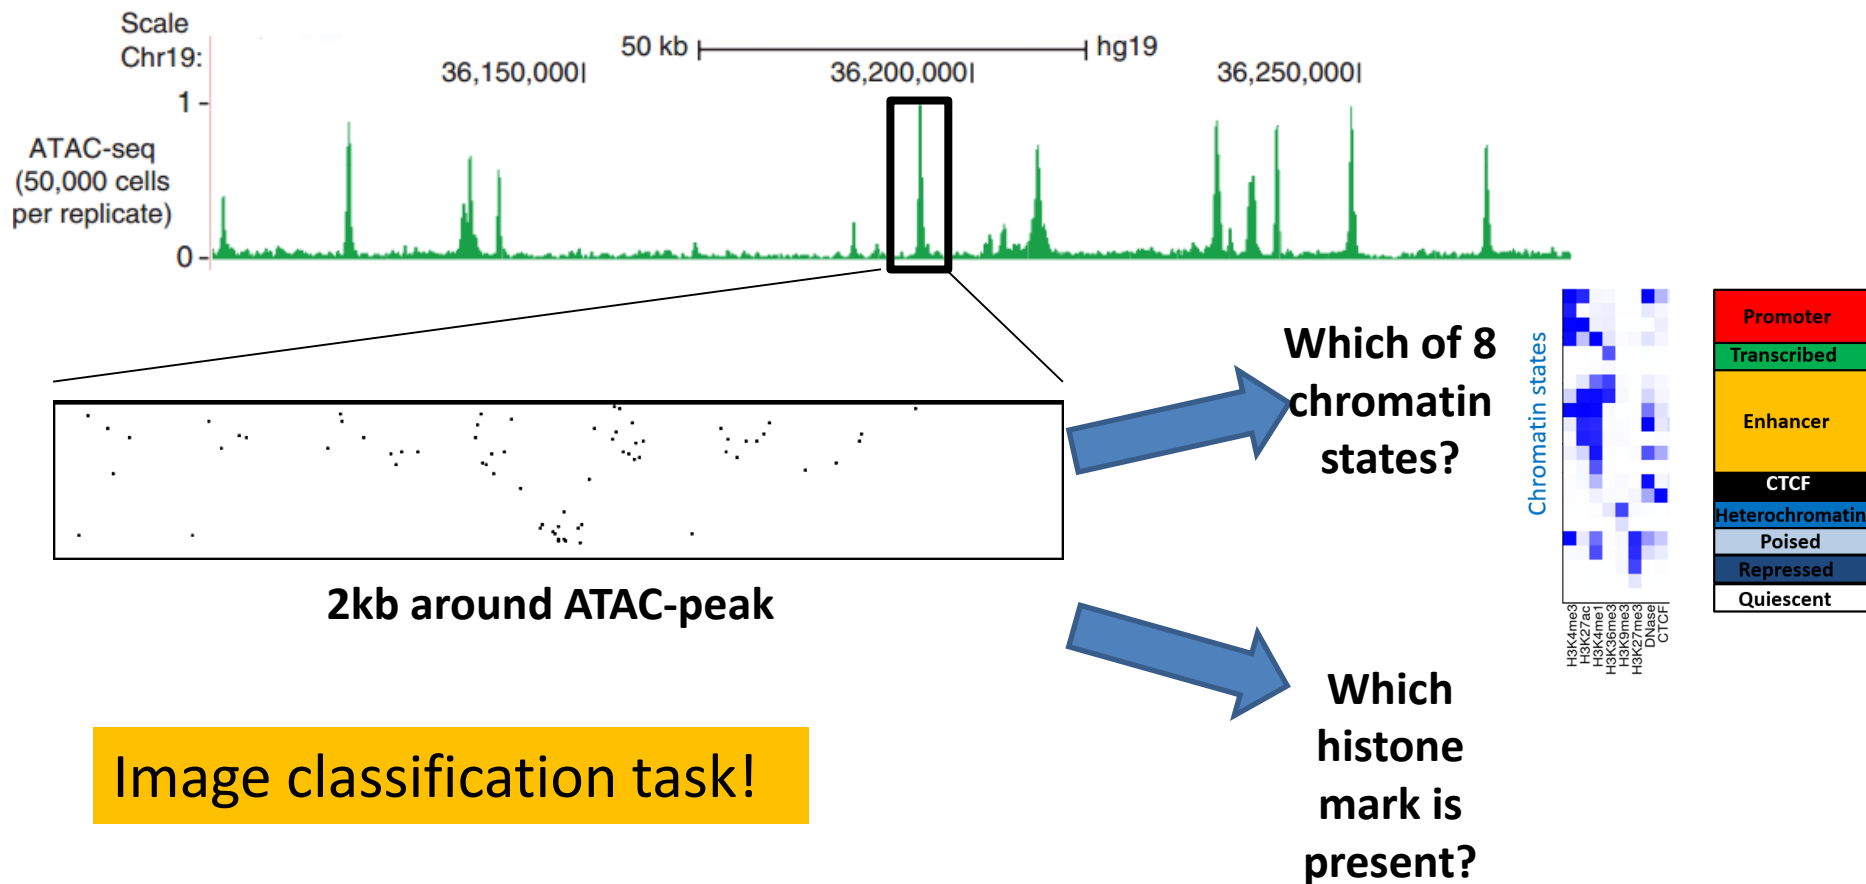 Scale
Chr19:
50 kb
hg19
36,150,000|
36,200,000|
36,250,000|
1
ATAC-seq
(50,000 cells
per replicate)
0
2kb around ATAC-peak
Image classification task!
Which of 8
chromatin
states?
Which
histone
mark is
present?
Chromatin states
H3K4me3
H3K27ac
H3K4me1
H3K36me3
H3K9me3
H3K27me3
DNase
CTCF
Promoter
Transcribed
Enhancer
CTCF
Heterochromatin
Poised
Repressed
Quiescent